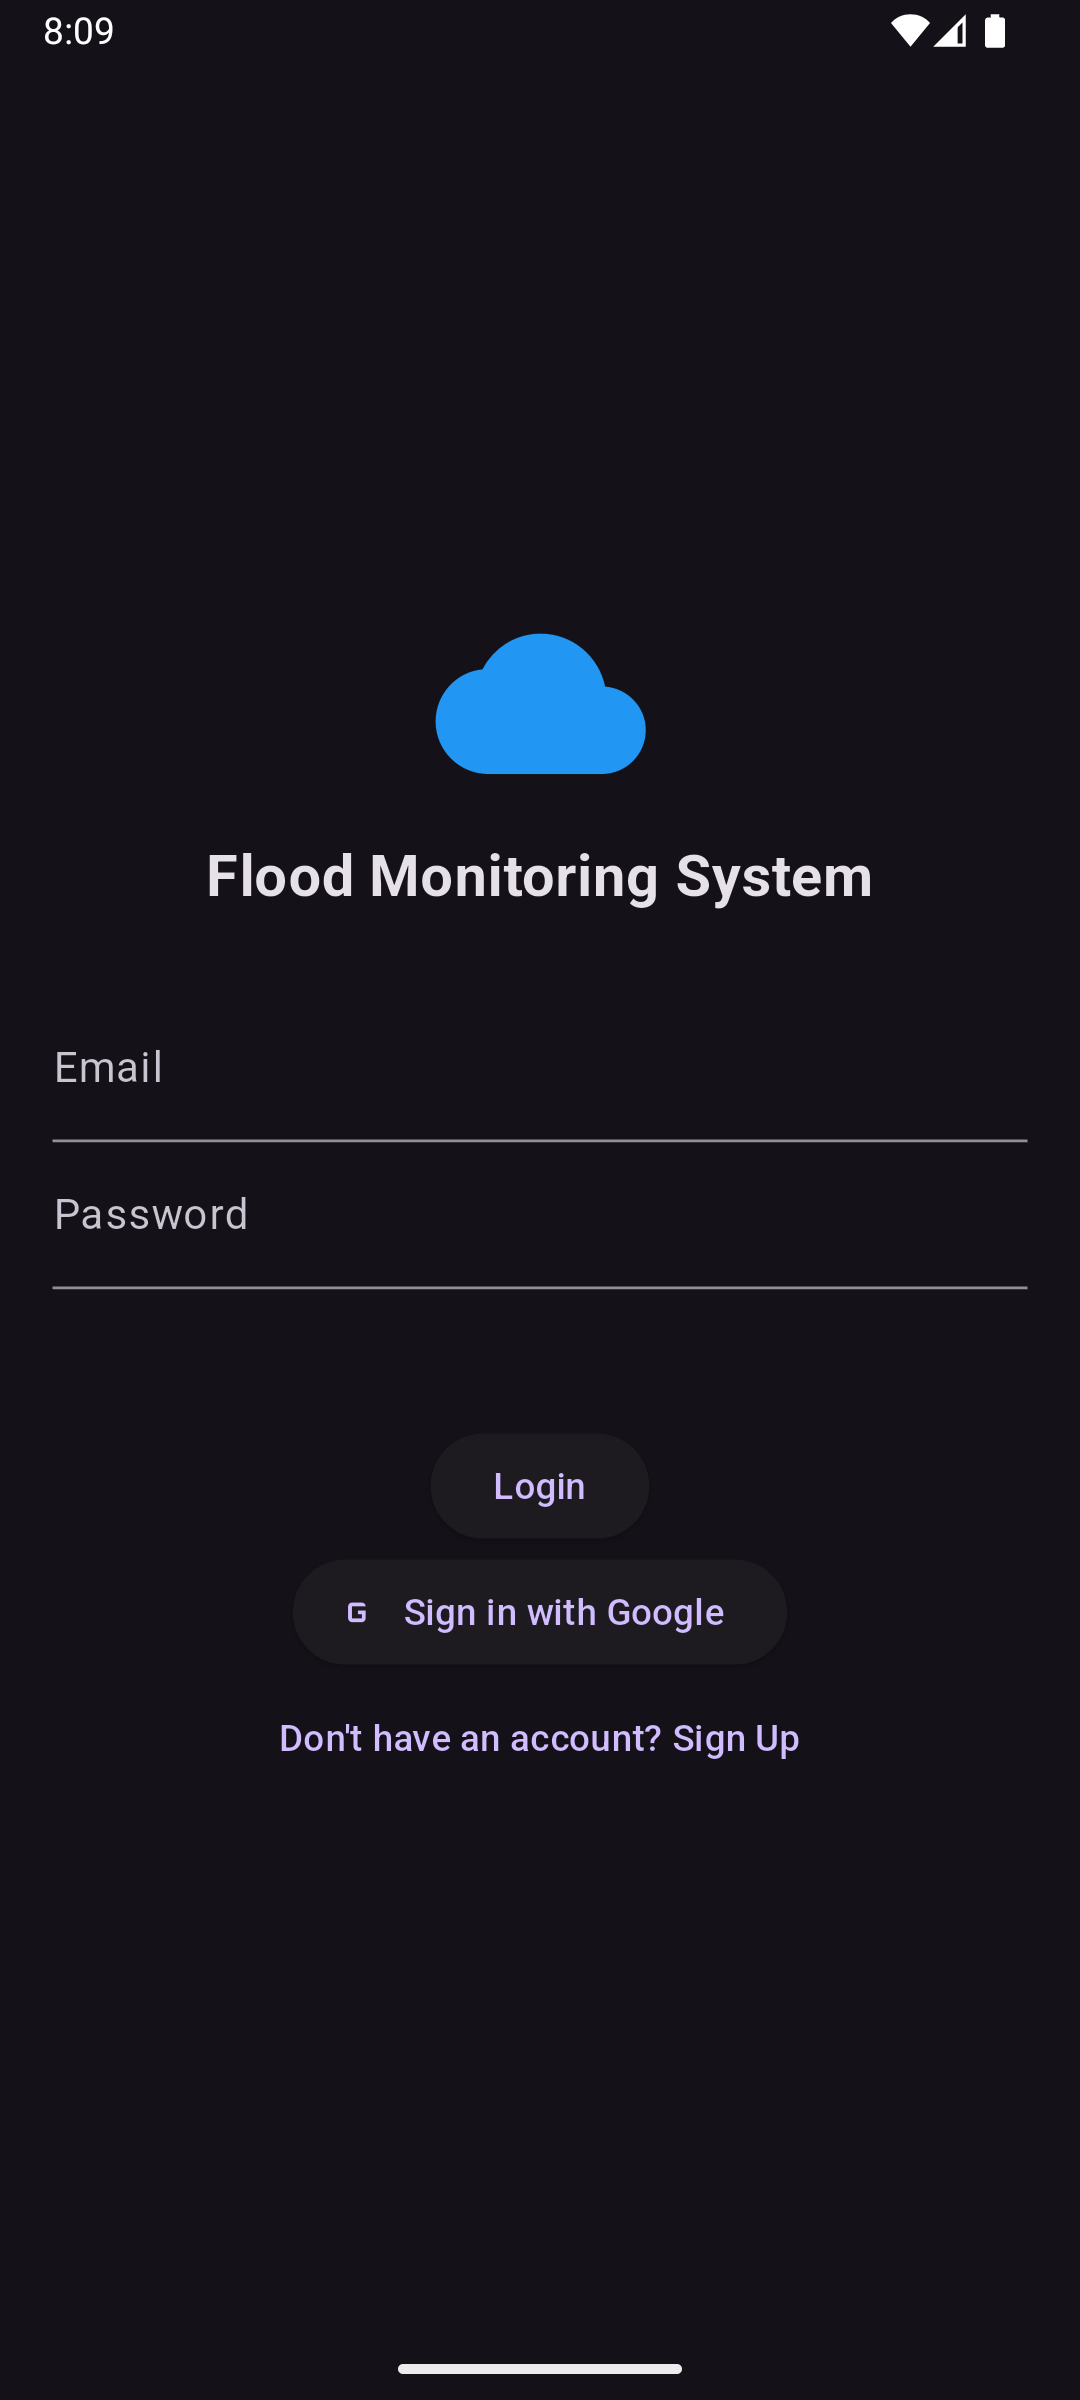 8:09
Flood Monitoring System
Email
Password
Login
G Sign in with Google
Don't have an account? Sign Up